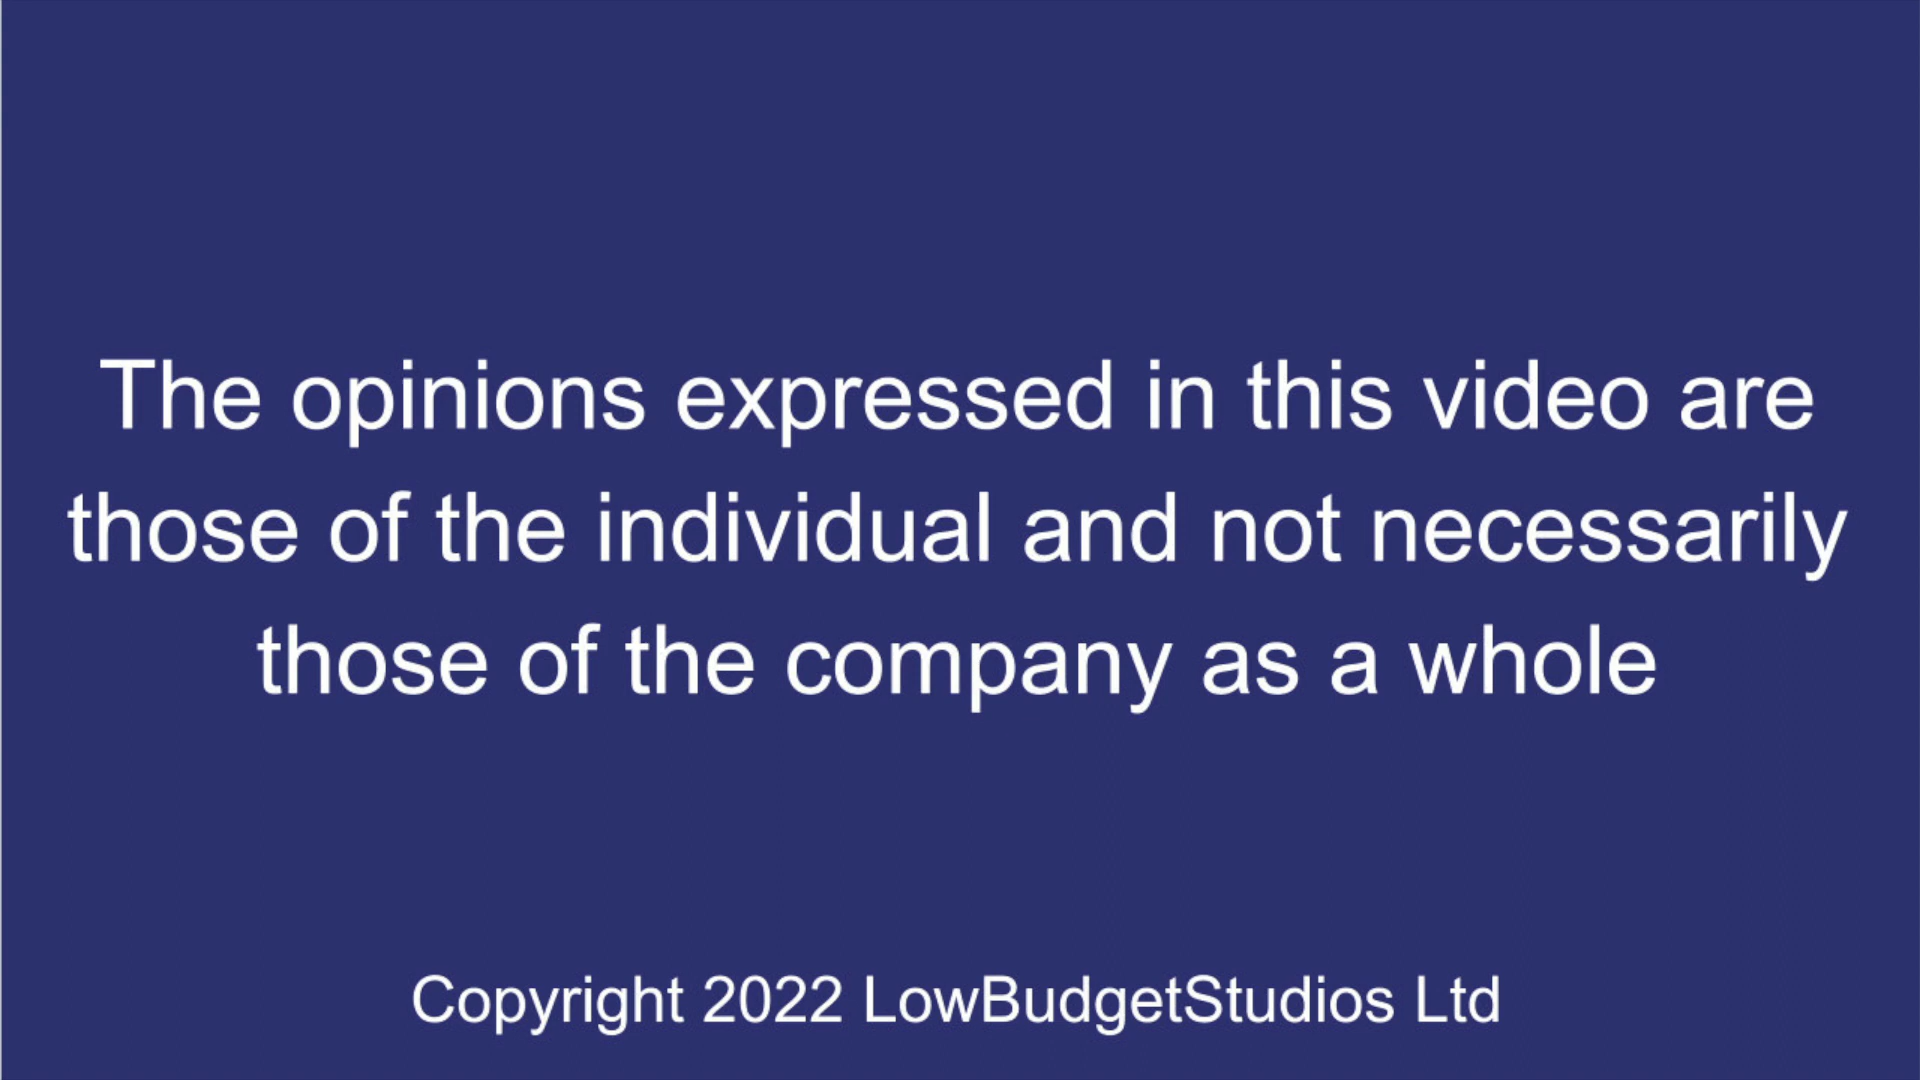 The opinions expressed in this video are
those of the individual and not necessarily
those of the company as a whole
Copyright 2022 LowBudgetStudios Ltd